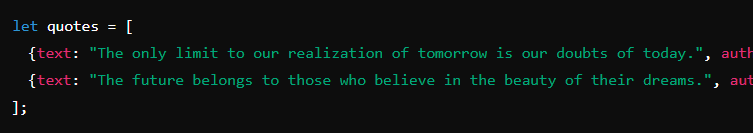 let quotes = [
{text: "The only limit to our realization of tomorrow is our doubts of today.", auth
{text: "The future belongs to those who believe in the beauty of their dreams.", aut
];